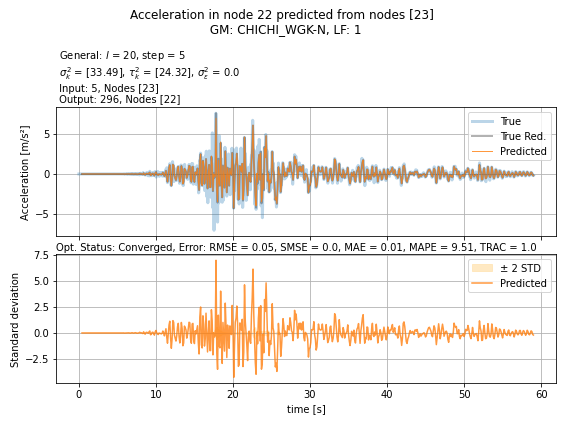 Acceleration in node 22 predicted from nodes [23]
GM: CHICHI_WGK-N, LF: 1
General: l = 20, step = 5
σ²ₖ = [33.49], τ²ₖ = [24.32], σ²ε = 0.0
Input: 5, Nodes [23]
Output: 296, Nodes [22]
Acceleration [m/s²]
5
0
−5
True
True Red.
Predicted
Opt. Status: Converged, Error: RMSE = 0.05, SMSE = 0.0, MAE = 0.01, MAPE = 9.51, TRAC = 1.0
Standard deviation
7.5
5.0
2.5
0.0
−2.5
± 2 STD
Predicted
0 10 20 30 40 50 60
time [s]